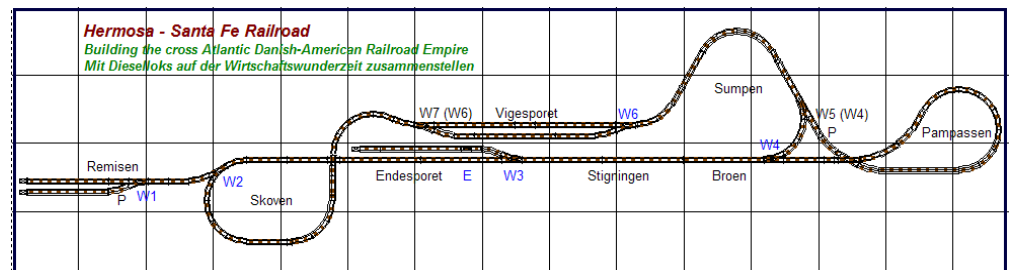 Hermosa - Santa Fe Railroad
Building the cross Atlantic Danish-American Railroad Empire
Mit Dieselloks auf der Wirtschaftswunderzeit zusammenstellen
Sumpen
W7 (W6) Vigesporet W6 W5 (W4)
P Pampassen
W4
Remisen
Endesporet E W3 Stigningen Broen
W2
P W1 Skoven